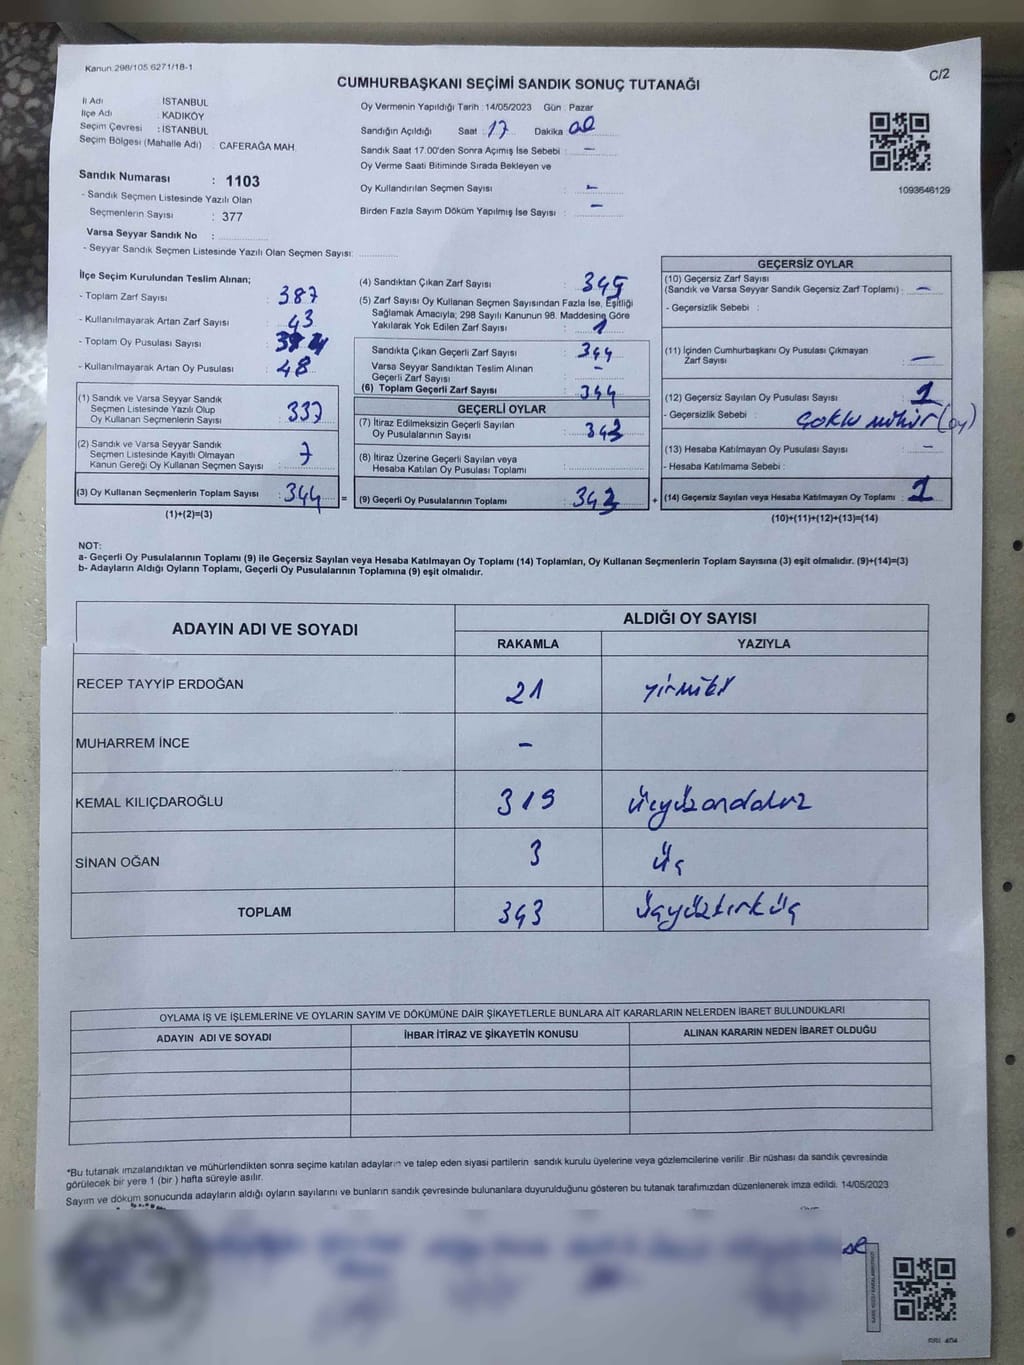 Kanun 298/105 6271/18-1
C/2
CUMHURBAŞKANI SEÇİMİ SANDIK SONUÇ TUTANAĞI
İl Adı : İSTANBUL
İlçe Adı : KADIKÖY
Seçim Çevresi : İSTANBUL
Seçim Bölgesi (Mahalle Adı) : CAFERAĞA MAH.
Sandık Numarası : 1103
- Sandık Seçmen Listesinde Yazılı Olan
Seçmenlerin Sayısı : 377
Varsa Seyyar Sandık No :
- Seyyar Sandık Seçmen Listesinde Yazılı Olan Seçmen Sayısı:
Oy Vermenin Yapıldığı Tarih : 14/05/2023 Gün : Pazar
Sandığın Açıldığı Saat : 17 Dakika
Sandık Saat 17.00'den Sonra Açımış İse Sebebi : -
Oy Verme Saati Bitiminde Sırada Bekleyen ve
Oy Kullandırılan Seçmen Sayısı : -
Birden Fazla Sayım Döküm Yapılmış İse Sayısı : -
1093646129
İlçe Seçim Kurulundan Teslim Alınan;
- Toplam Zarf Sayısı : 387
- Kullanılmayarak Artan Zarf Sayısı : 43
- Toplam Oy Pusulası Sayısı :
- Kullanılmayarak Artan Oy Pusulası : 48
(1) Sandık ve Varsa Seyyar Sandık
Seçmen Listesinde Yazılı Olup
Oy Kullanan Seçmenlerin Sayısı : 337
(2) Sandık ve Varsa Seyyar Sandık
Seçmen Listesinde Kayıtlı Olmayan
Kanun Gereği Oy Kullanan Seçmen Sayısı : 7
(3) Oy Kullanan Seçmenlerin Toplam Sayısı : 344 =
(1)+(2)=(3)
(4) Sandıktan Çıkan Zarf Sayısı : 345
(5) Zarf Sayısı Oy Kullanan Seçmen Sayısından Fazla İse, Eşitliği
Sağlamak Amacıyla; 298 Sayılı Kanunun 98. Maddesine Göre
Yakılarak Yok Edilen Zarf Sayısı : 1
Sandıkta Çıkan Geçerli Zarf Sayısı : 344
Varsa Seyyar Sandıktan Teslim Alınan
Geçerli Zarf Sayısı : -
(6) Toplam Geçerli Zarf Sayısı : 344
GEÇERLİ OYLAR
(7) İtiraz Edilmeksizin Geçerli Sayılan
Oy Pusulalarının Sayısı : 343
(8) İtiraz Üzerine Geçerli Sayılan veya
Hesaba Katılan Oy Pusulası Toplamı :
(9) Geçerli Oy Pusulalarının Toplamı : 343 +
GEÇERSİZ OYLAR
(10) Geçersiz Zarf Sayısı
(Sandık ve Varsa Seyyar Sandık Geçersiz Zarf Toplamı) : -
- Geçersizlik Sebebi :
(11) İçinden Cumhurbaşkanı Oy Pusulası Çıkmayan
Zarf Sayısı : -
(12) Geçersiz Sayılan Oy Pusulası Sayısı : 1
- Geçersizlik Sebebi : Çoklu mühür (oy)
(13) Hesaba Katılmayan Oy Pusulası Sayısı : -
- Hesaba Katılmama Sebebi :
(14) Geçersiz Sayılan veya Hesaba Katılmayan Oy Toplamı : 1
(10)+(11)+(12)+(13)=(14)
NOT:
a- Geçerli Oy Pusulalarının Toplamı (9) ile Geçersiz Sayılan veya Hesaba Katılmayan Oy Toplamı (14) Toplamları, Oy Kullanan Seçmenlerin Toplam Sayısına (3) eşit olmalıdır. (9)+(14)=(3)
b- Adayların Aldığı Oyların Toplamı, Geçerli Oy Pusulalarının Toplamına (9) eşit olmalıdır.
ADAYIN ADI VE SOYADI
ALDIĞI OY SAYISI
RAKAMLA YAZIYLA
RECEP TAYYİP ERDOĞAN 21 yirmibir
MUHARREM İNCE -
KEMAL KILIÇDAROĞLU 319 üçyüzondokuz
SİNAN OĞAN 3 üç
TOPLAM 343 üçyüzkırküç
OYLAMA İŞ VE İŞLEMLERİNE VE OYLARIN SAYIM VE DÖKÜMÜNE DAİR ŞİKAYETLERLE BUNLARA AİT KARARLARIN NELERDEN İBARET BULUNDUKLARI
ADAYIN ADI VE SOYADI İHBAR İTİRAZ VE ŞİKAYETİN KONUSU ALINAN KARARIN NEDEN İBARET OLDUĞU
*Bu tutanak imzalandıktan ve mühürlendikten sonra seçime katılan adayların ve talep eden siyasi partilerin sandık kurulu üyelerine veya gözlemcilerine verilir. Bir nüshası da sandık çevresinde
görülecek bir yere 1 (bir ) hafta süreyle asılır.
Sayım ve döküm sonucunda adayların aldığı oyların sayılarını ve bunların sandık çevresinde bulunanlara duyurulduğunu gösteren bu tutanak tarafımızdan düzenlenerek imza edildi. 14/05/2023